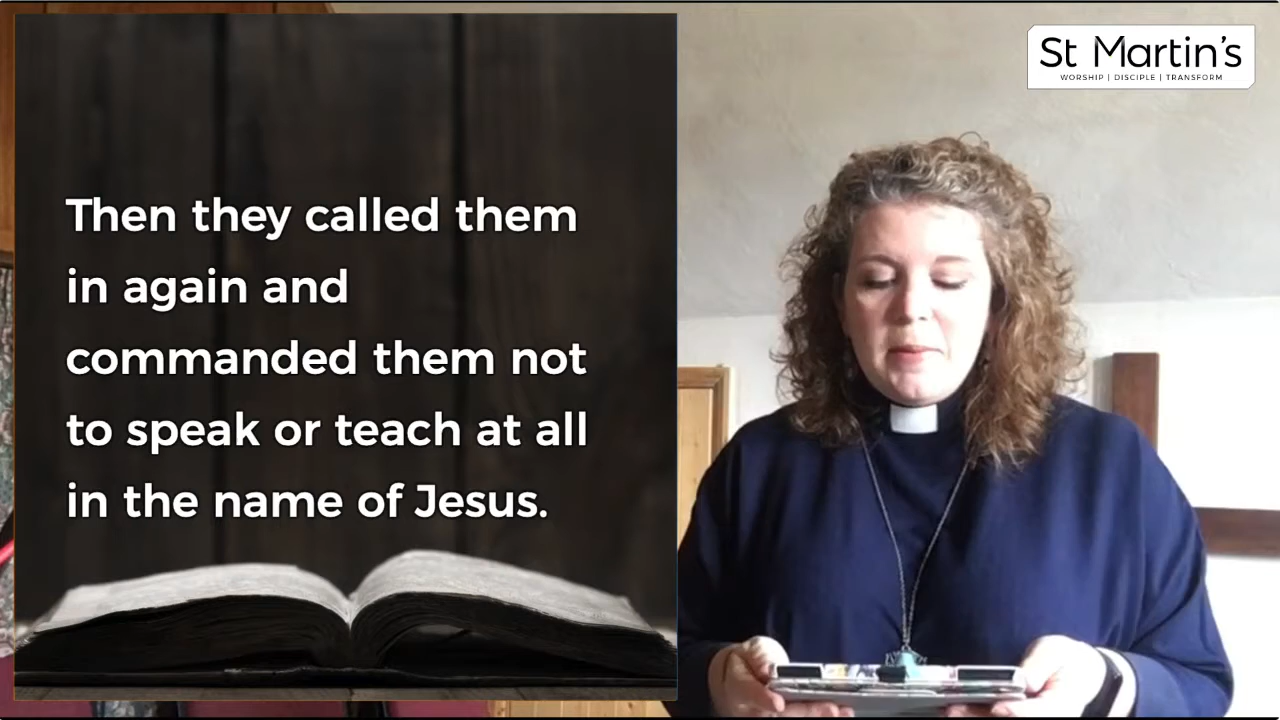 Then they called them
in again and
commanded them not
to speak or teach at all
in the name of Jesus.
St Martin's
WORSHIP | DISCIPLE | TRANSFORM